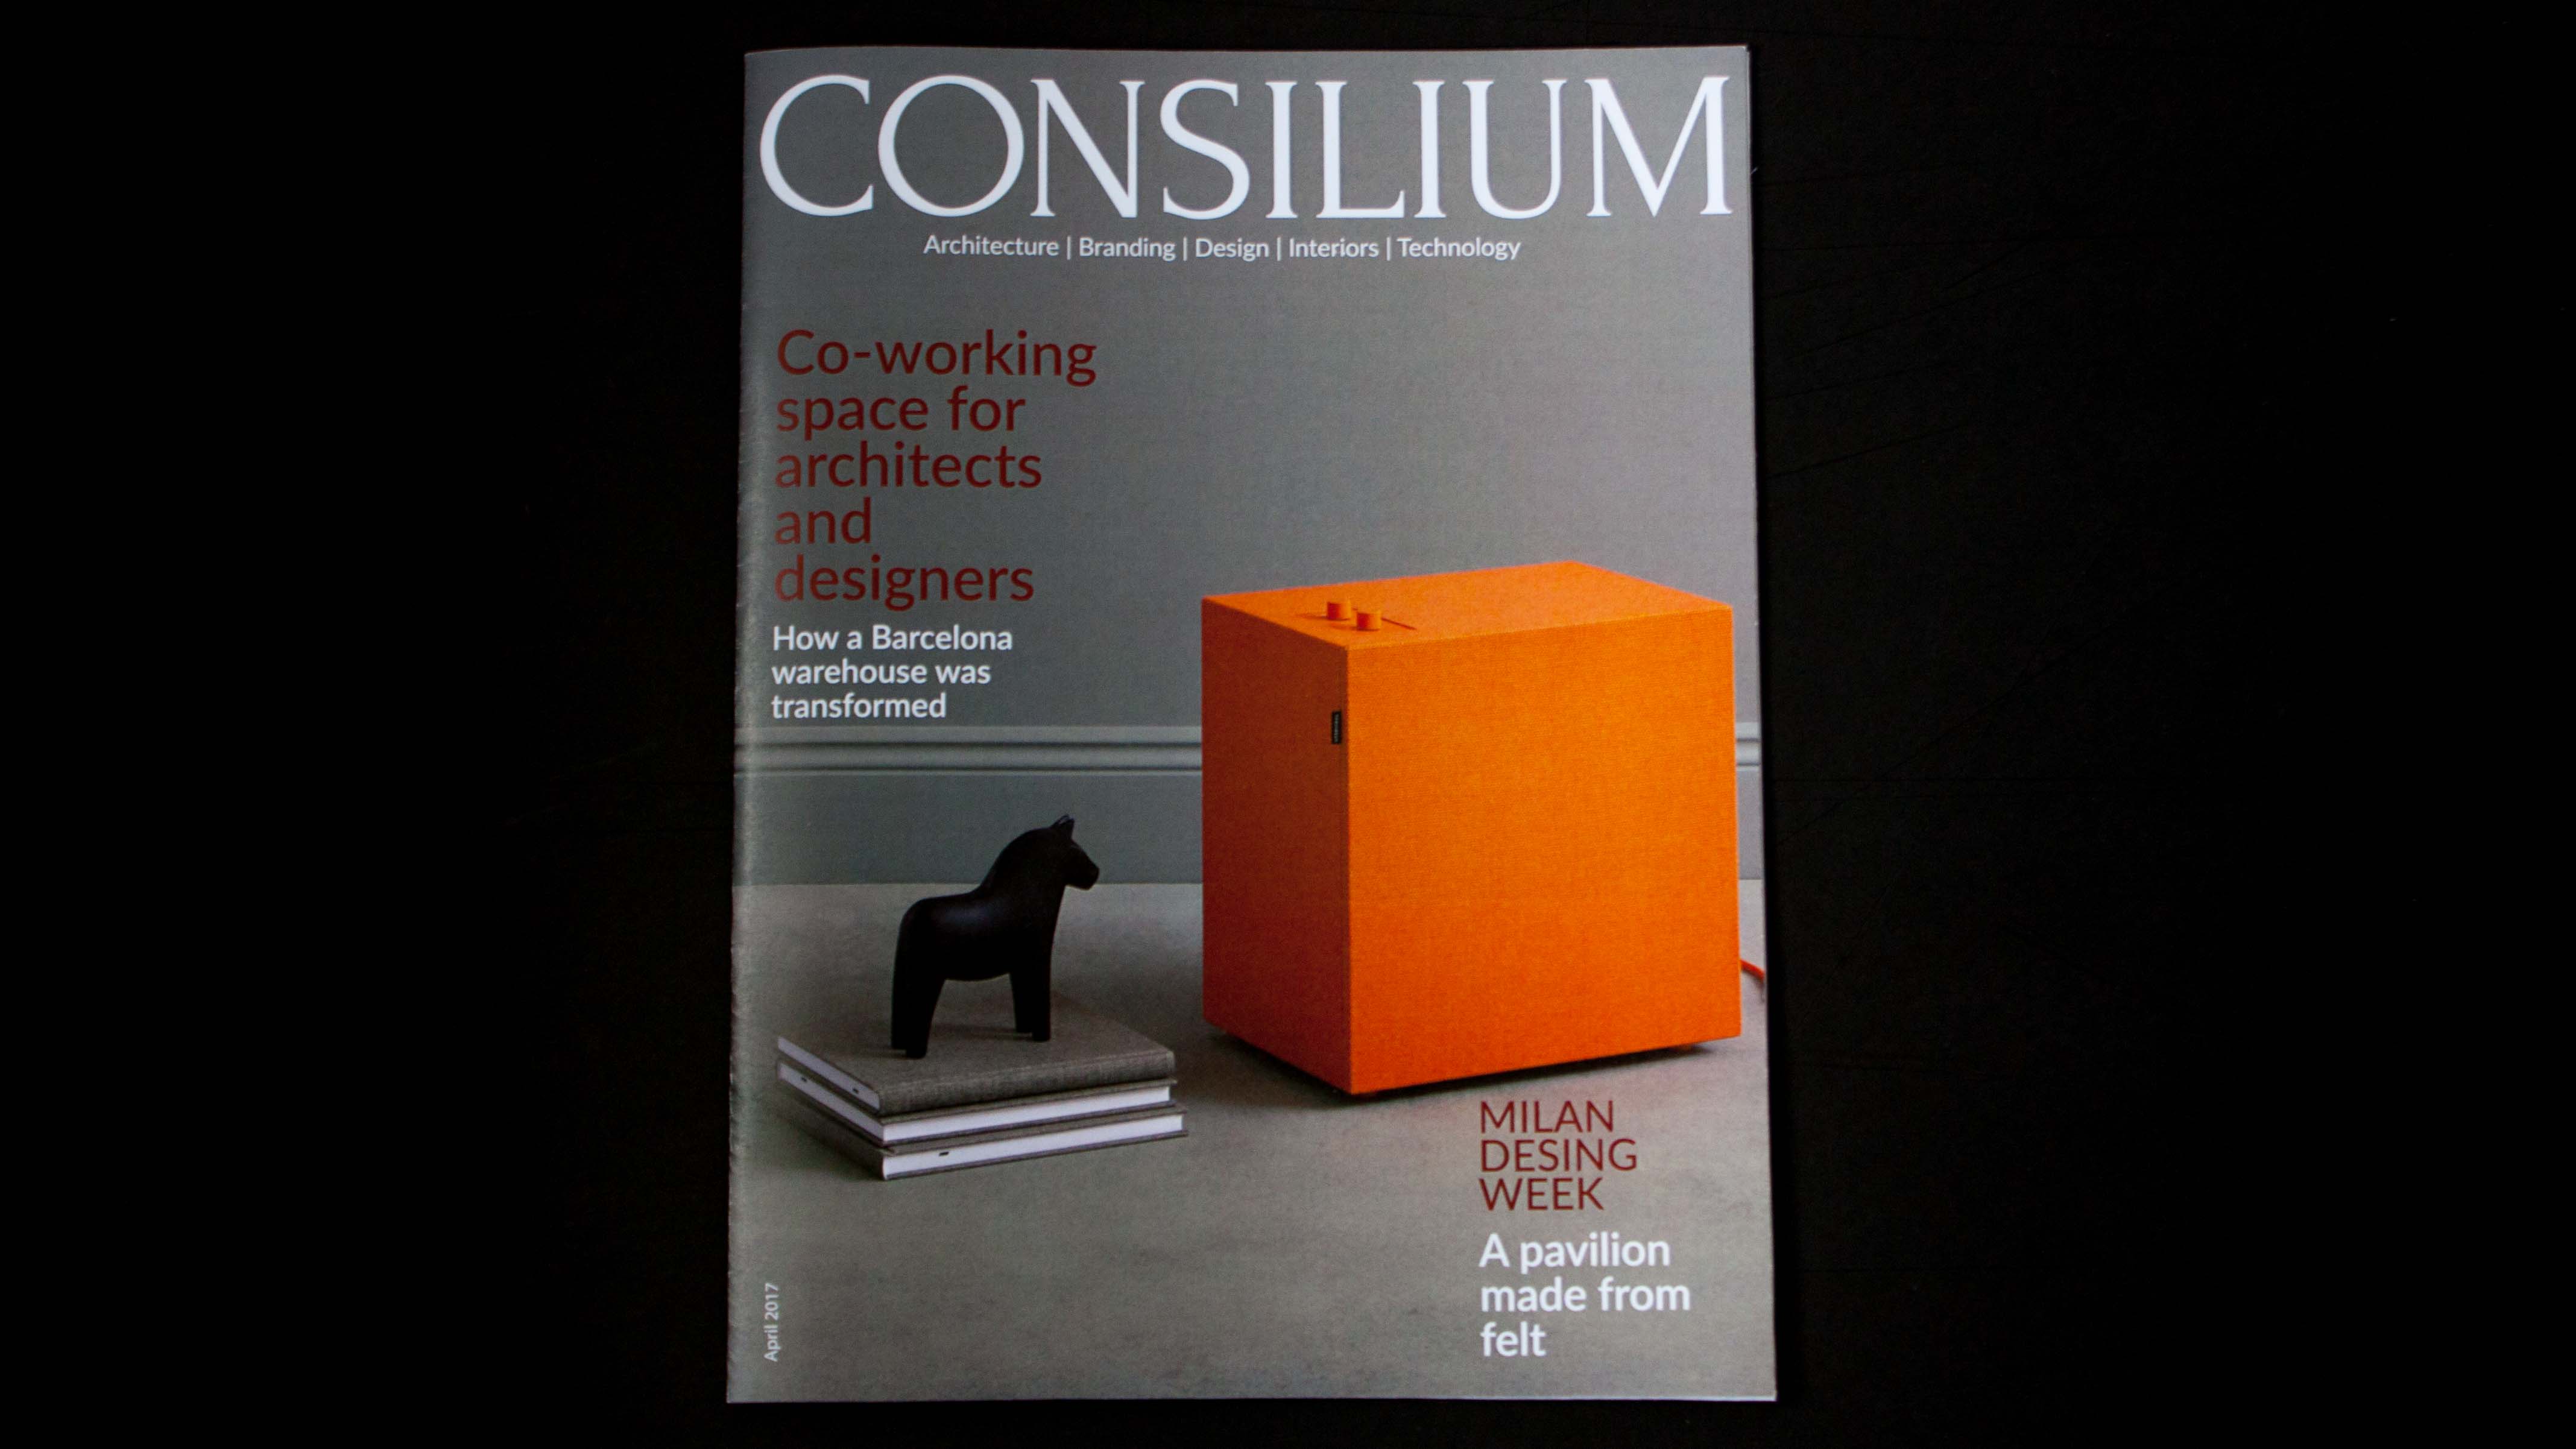 CONSILIUM
Architecture | Branding | Design | Interiors | Technology
Co-working
space for
architects
and
designers
How a Barcelona
warehouse was
transformed
MILAN
DESING
WEEK
A pavilion
made from
felt
April 2017